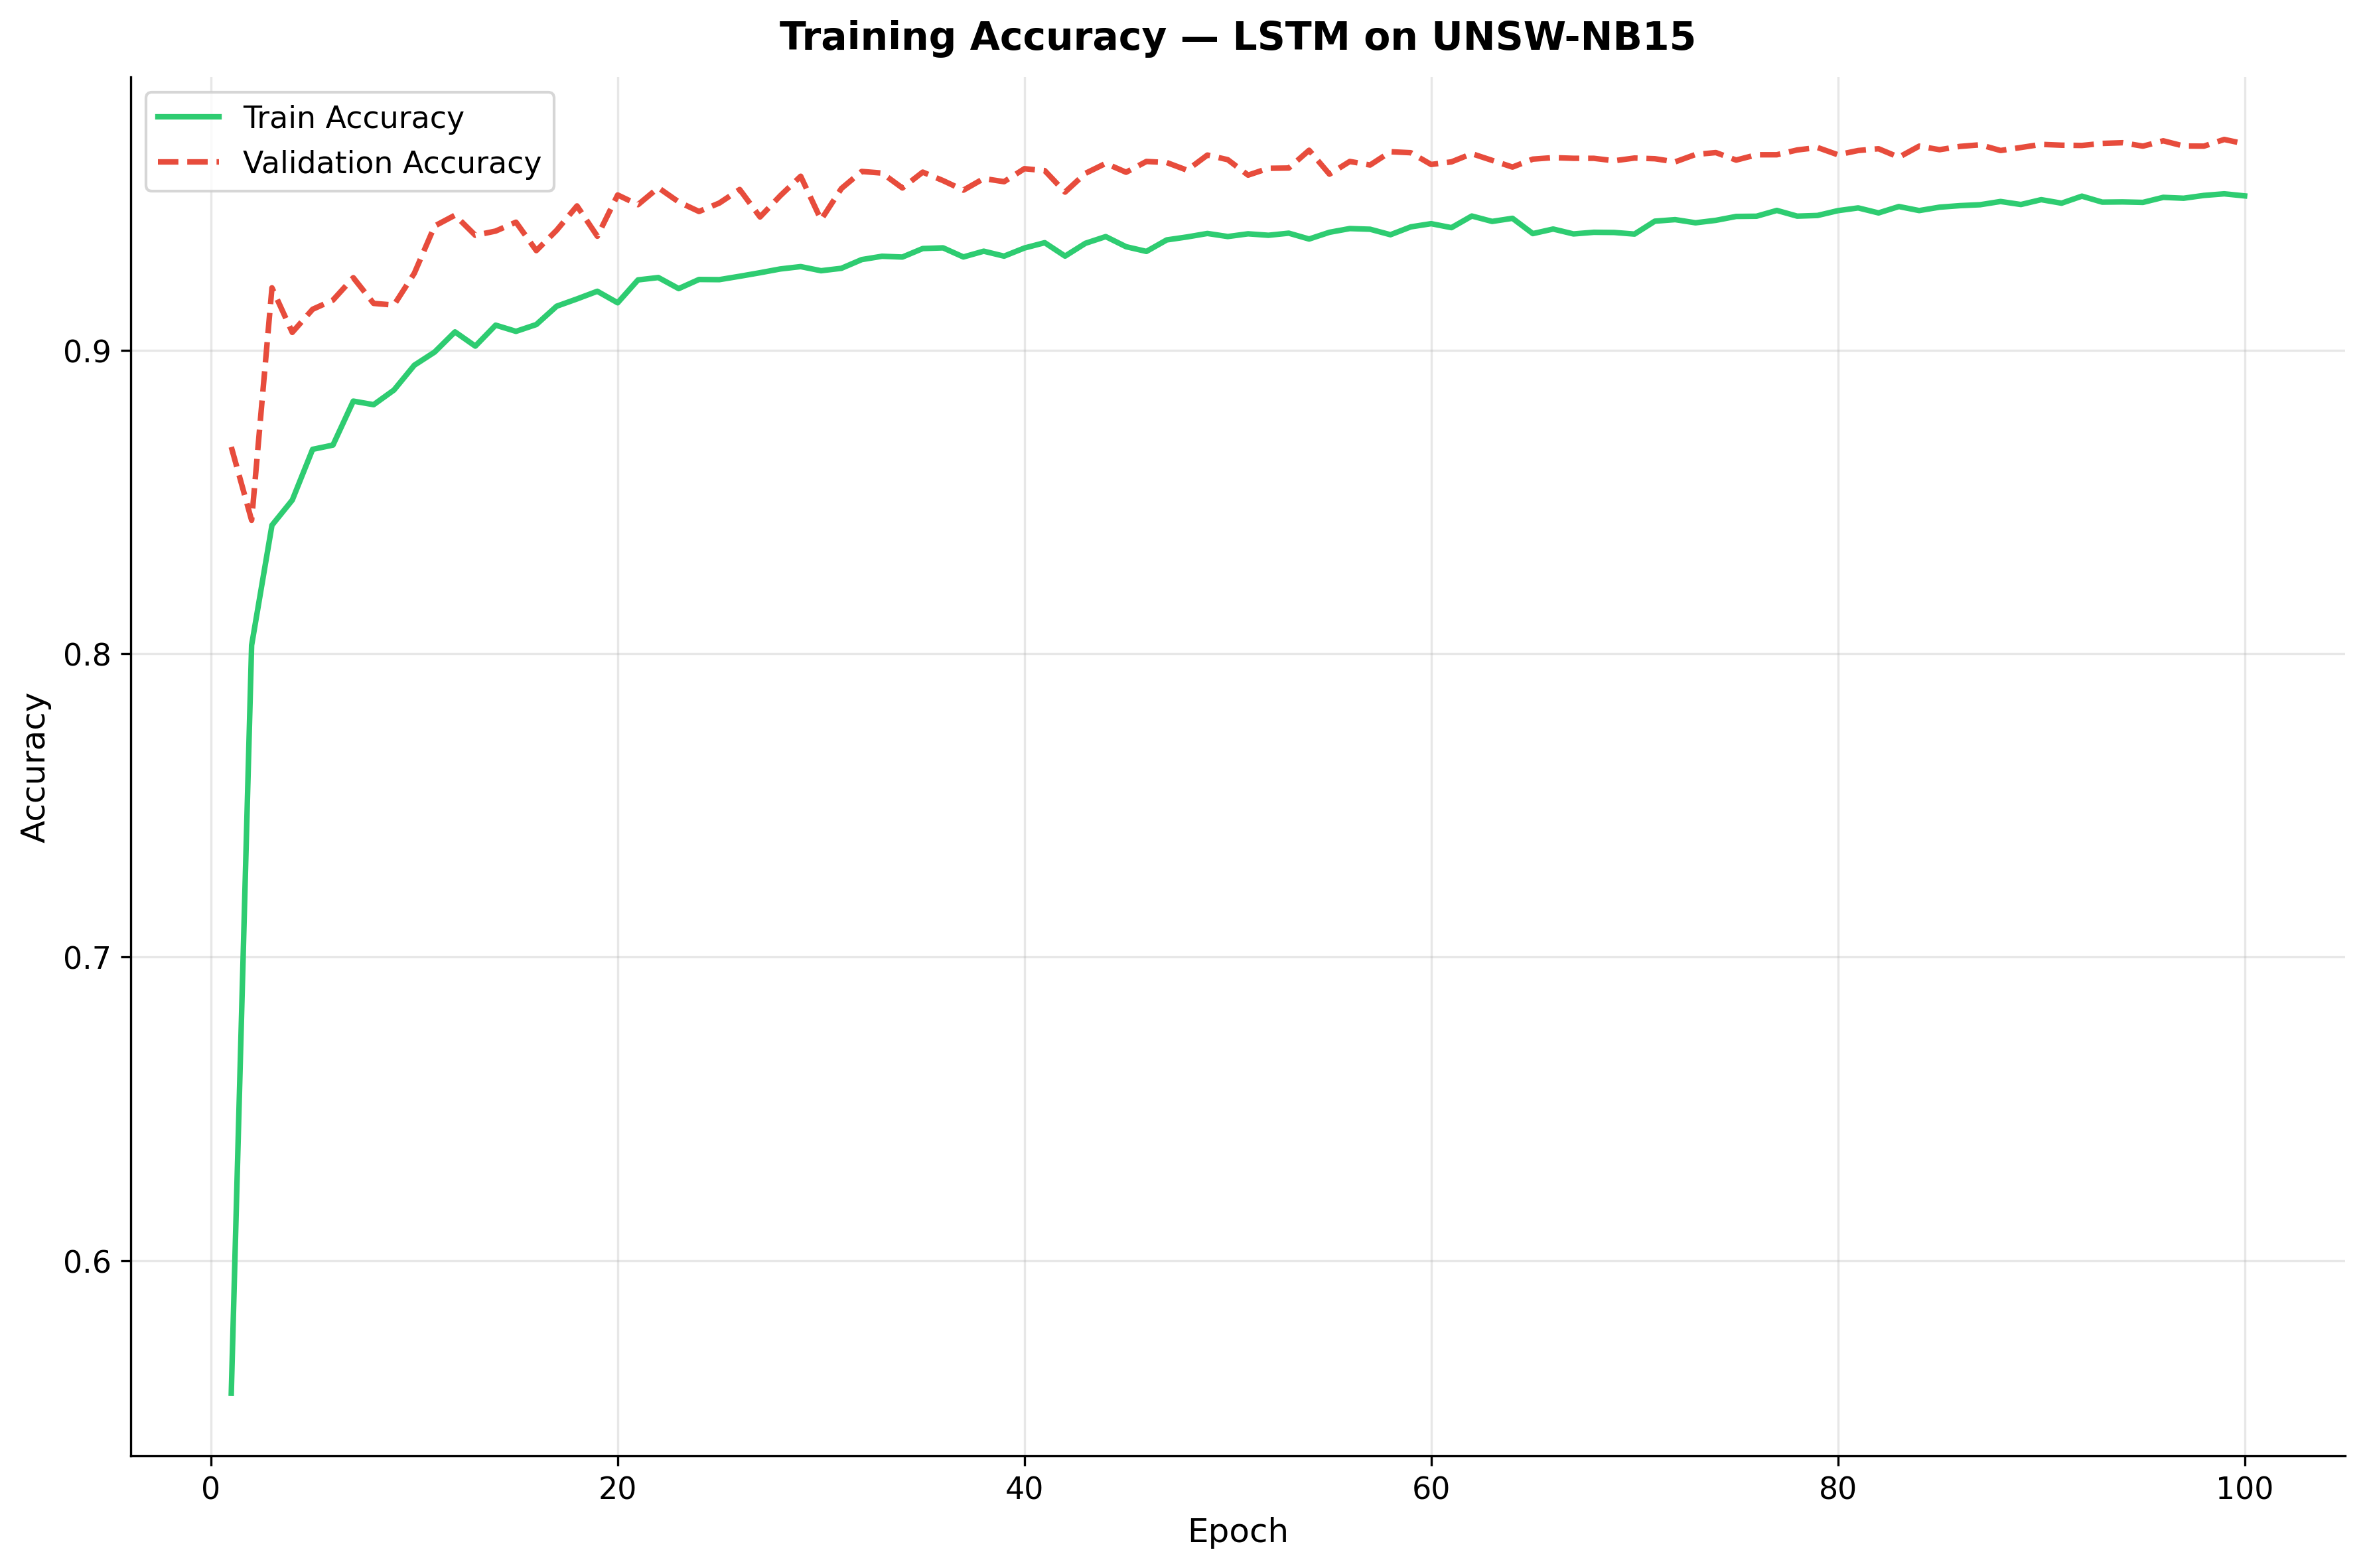 Training Accuracy — LSTM on UNSW-NB15
Train Accuracy
Validation Accuracy
Accuracy
0.9
0.8
0.7
0.6
0
20
40
60
80
100
Epoch